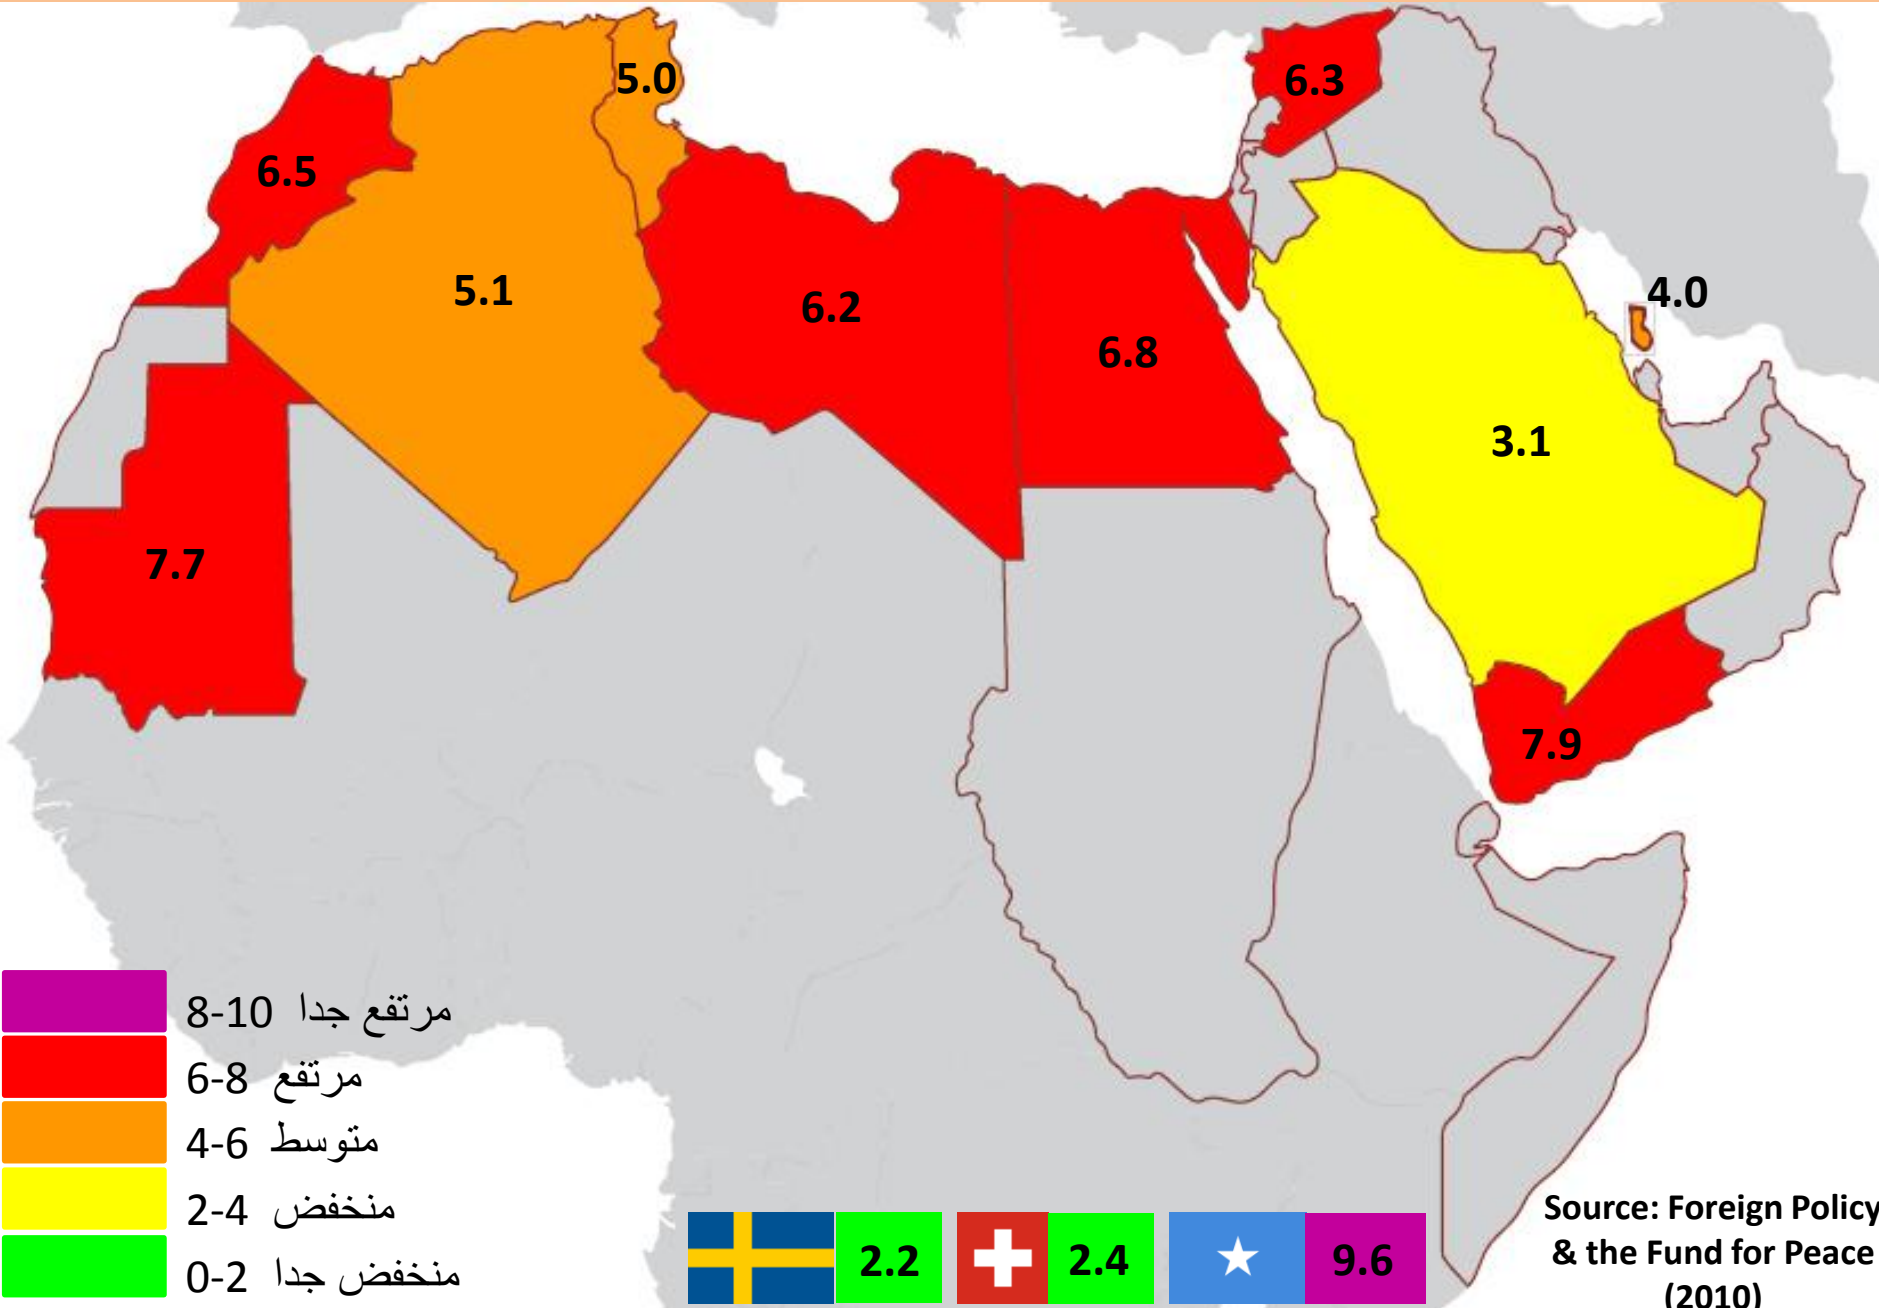 5.0
6.3
6.5
5.1
6.2
4.0
6.8
3.1
7.7
7.9
مرتفع جدا 8-10
مرتفع 6-8
متوسط 4-6
منخفض 2-4
منخفض جدا 0-2
2.2
2.4
9.6
Source: Foreign Policy
& the Fund for Peace
(2010)